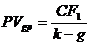 PV_GP = CF_1 / (k - g)